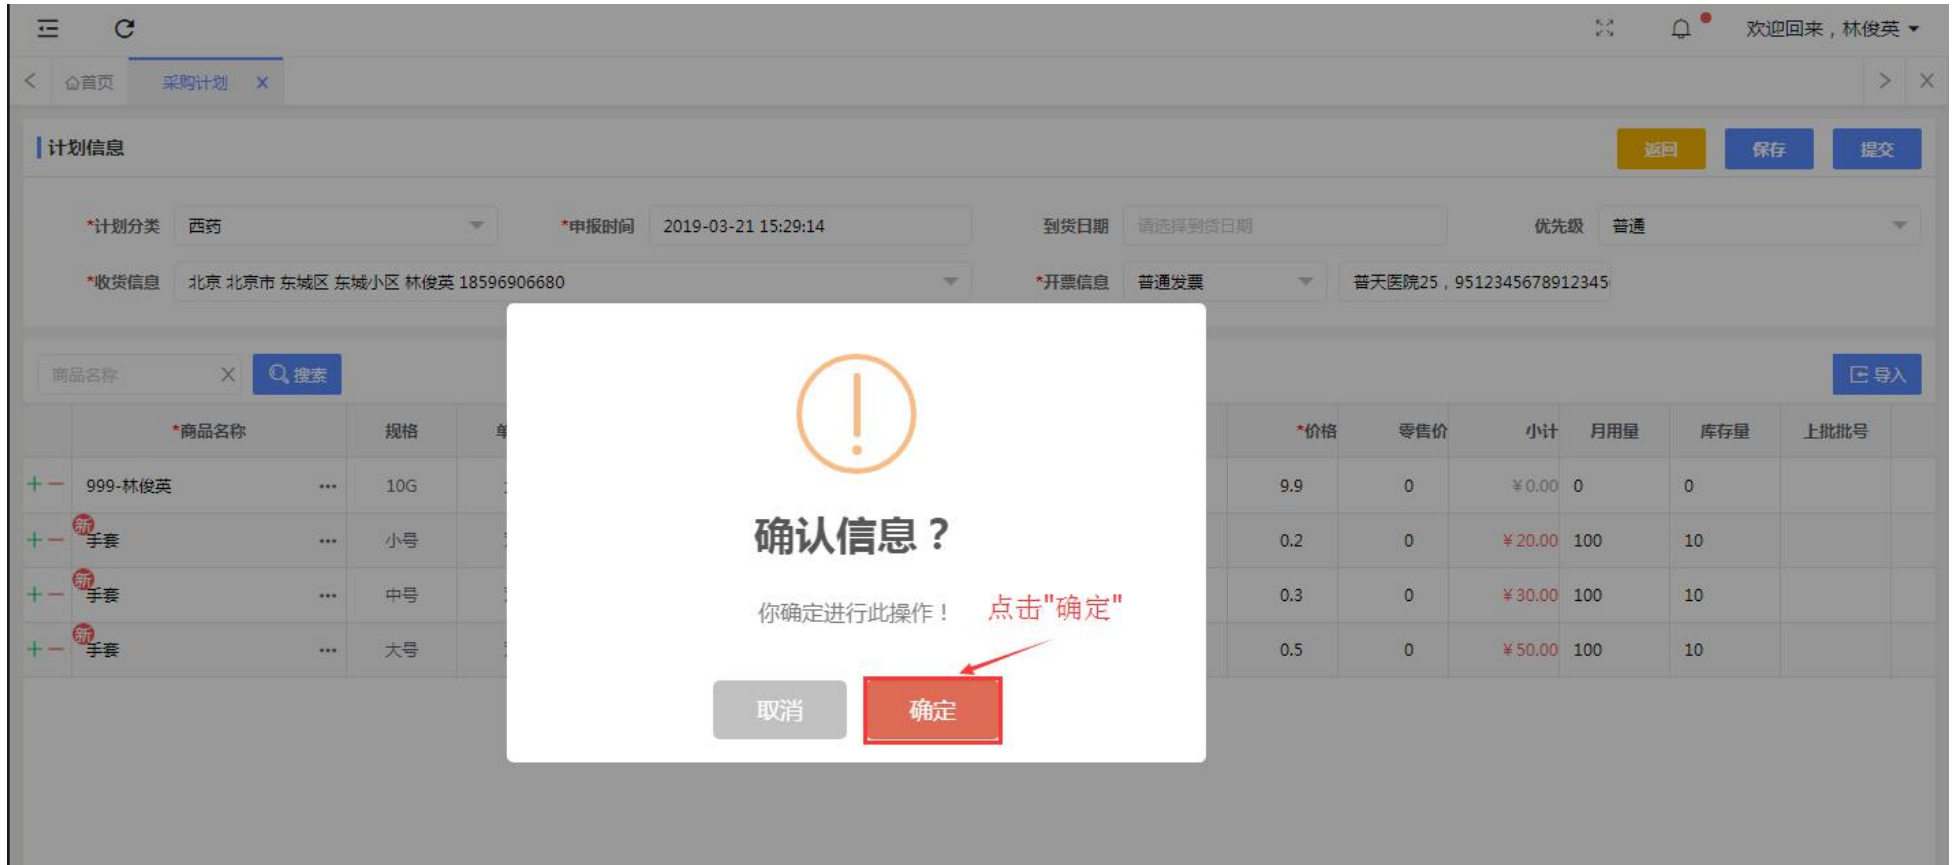 欢迎回来，林俊英
首页 采购计划
计划信息 返回 保存 提交
*计划分类 西药 *申报时间 2019-03-21 15:29:14 到货日期 请选择到货日期 优先级 普通
*收货信息 北京 北京市 东城区 东城小区 林俊英 18596906680 *开票信息 普通发票 普天医院25，9512345678912345
商品名称 搜索 导入
*商品名称 规格 *价格 零售价 小计 月用量 库存量 上批批号
999-林俊英 ... 10G 9.9 0 ¥0.00 0 0
新 手套 ... 小号 0.2 0 ¥20.00 100 10
新 手套 ... 中号 0.3 0 ¥30.00 100 10
新 手套 ... 大号 0.5 0 ¥50.00 100 10
确认信息？
你确定进行此操作！
点击"确定"
取消 确定